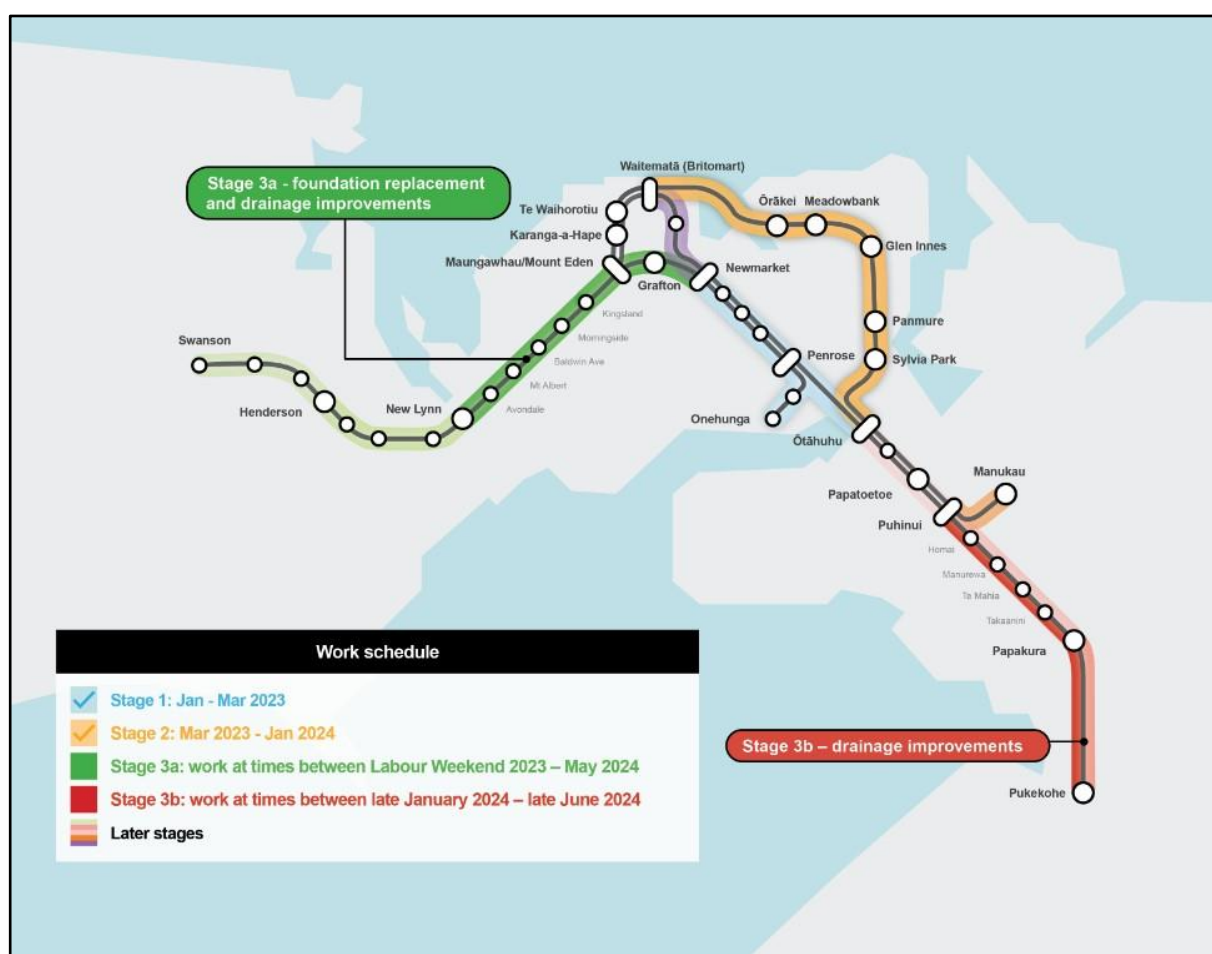 Waitematā (Britomart)
Stage 3a - foundation replacement
and drainage improvements
Te Waihorotiu
Ōrākei
Meadowbank
Karanga-a-Hape
Glen Innes
Maungawhau/Mount Eden
Newmarket
Grafton
Kingsland
Panmure
Morningside
Swanson
Penrose
Sylvia Park
Baldwin Ave
Mt Albert
Henderson
New Lynn
Avondale
Onehunga
Ōtāhuhu
Manukau
Papatoetoe
Puhinui
Homai
Manurewa
Te Mahia
Takaanini
Papakura
Work schedule
Stage 1: Jan - Mar 2023
Stage 2: Mar 2023 - Jan 2024
Stage 3a: work at times between Labour Weekend 2023 – May 2024
Stage 3b: work at times between late January 2024 – late June 2024
Later stages
Stage 3b – drainage improvements
Pukekohe